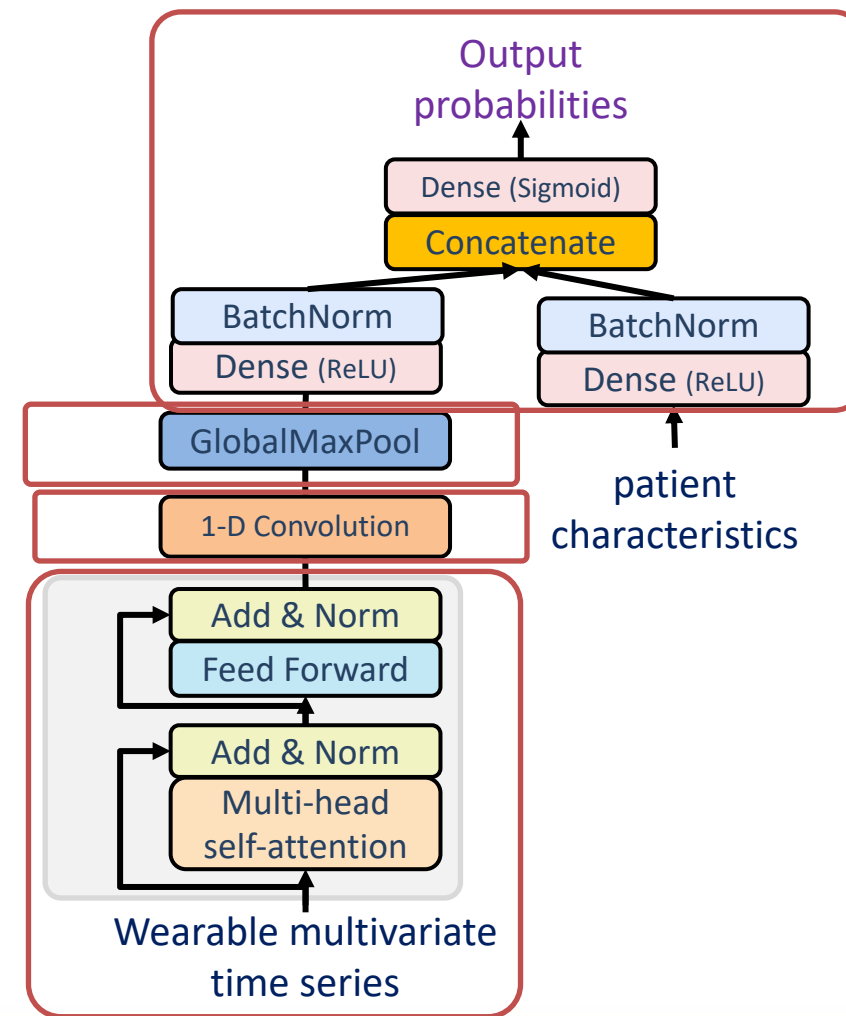 Output
probabilities
Dense (Sigmoid)
Concatenate
BatchNorm
Dense (ReLU)
BatchNorm
Dense (ReLU)
GlobalMaxPool
patient
characteristics
1-D Convolution
Add & Norm
Feed Forward
Add & Norm
Multi-head
self-attention
Wearable multivariate
time series